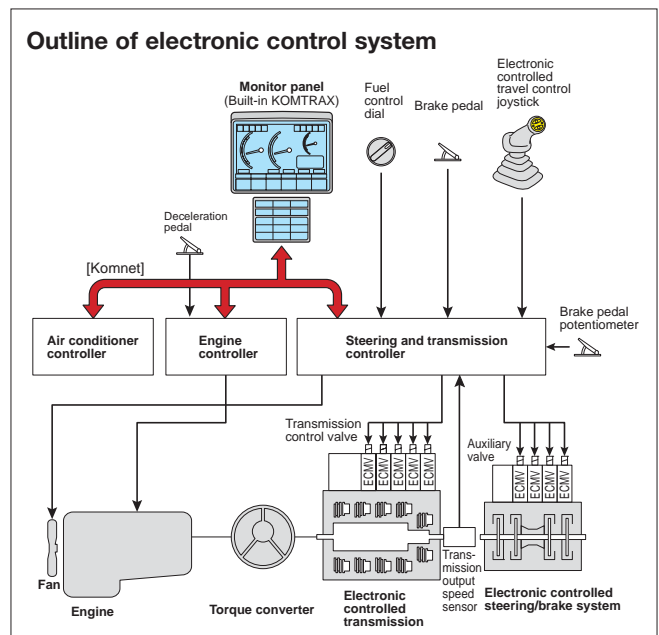 Outline of electronic control system
Monitor panel
(Built-in KOMTRAX)
Fuel
control
dial
Brake pedal
Electronic
controlled
travel control
joystick
Deceleration
pedal
[Komnet]
Air conditioner
controller
Engine
controller
Steering and transmission
controller
Brake pedal
potentiometer
Transmission
control valve
ECMV
ECMV
ECMV
ECMV
ECMV
Auxiliary
valve
ECMV
ECMV
ECMV
ECMV
Fan
Engine
Torque converter
Electronic
controlled
transmission
Trans-
mission
output
speed
sensor
Electronic controlled
steering/brake system